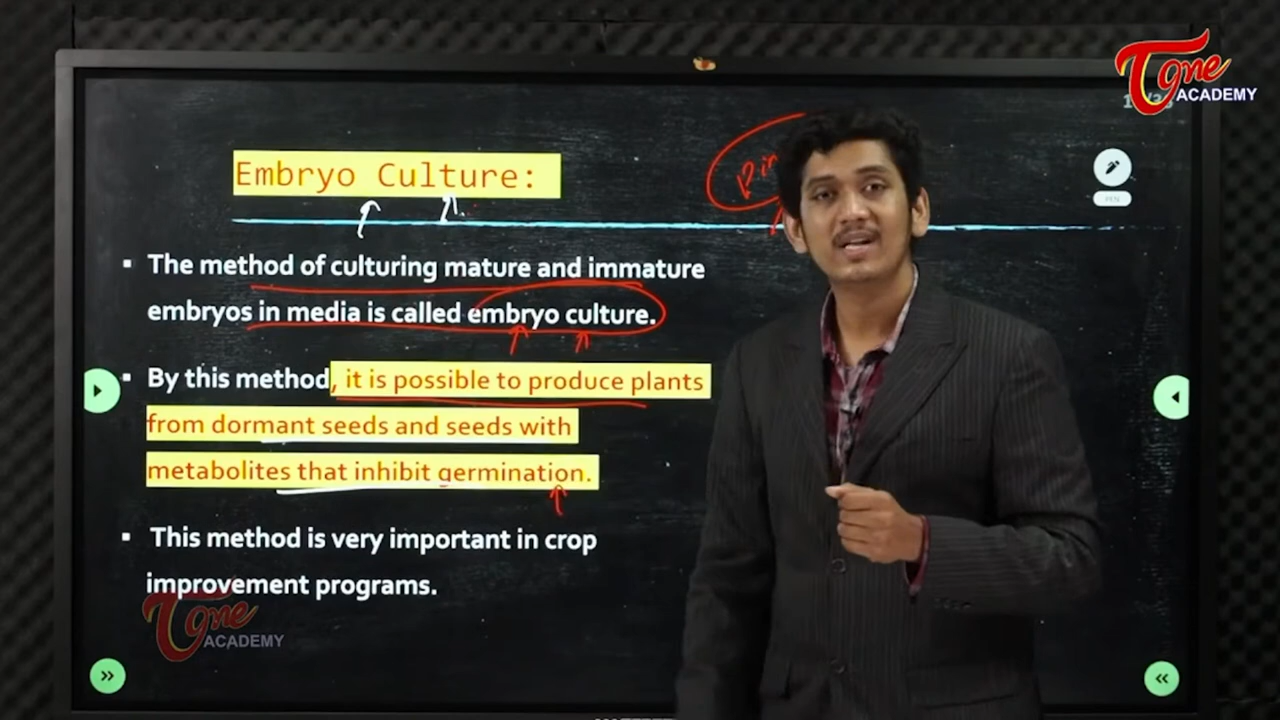 Tone
ACADEMY
Embryo Culture:
PEN
▪ The method of culturing mature and immature
embryos in media is called embryo culture.
▪ By this method, it is possible to produce plants
from dormant seeds and seeds with
metabolites that inhibit germination.
▪ This method is very important in crop
improvement programs.
Tone
ACADEMY